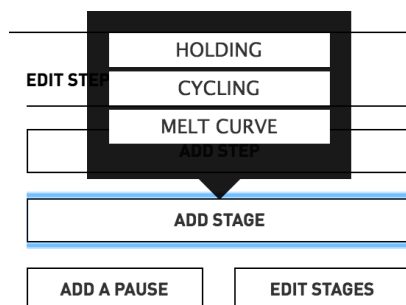 HOLDING
EDIT STEP
CYCLING
MELT CURVE
ADD STEP
ADD STAGE
ADD A PAUSE
EDIT STAGES